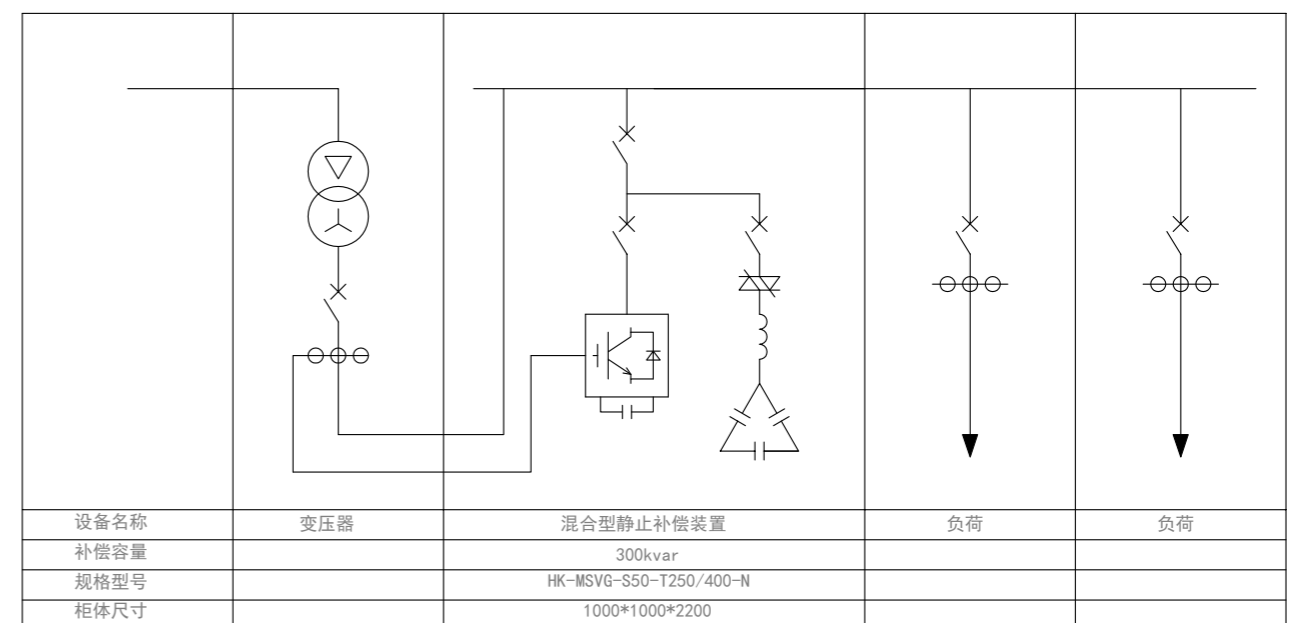 设备名称 变压器 混合型静止补偿装置 负荷 负荷
补偿容量 300kvar
规格型号 HK-MSVG-S50-T250/400-N
柜体尺寸 1000*1000*2200